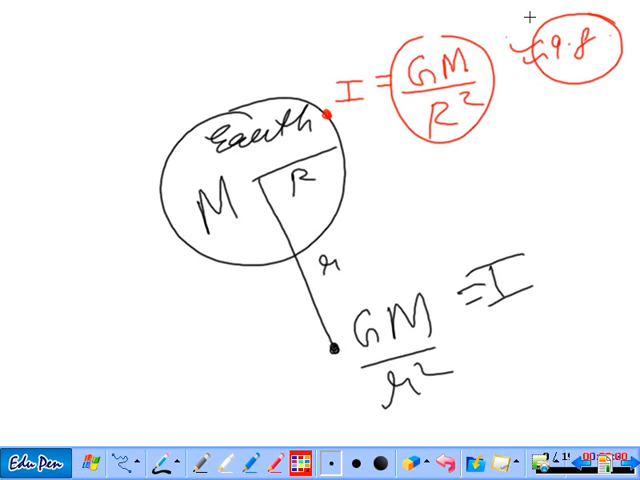 I = GM/R²
9.8
Earth
M
R
r
GM/r² = I
Edu Pen